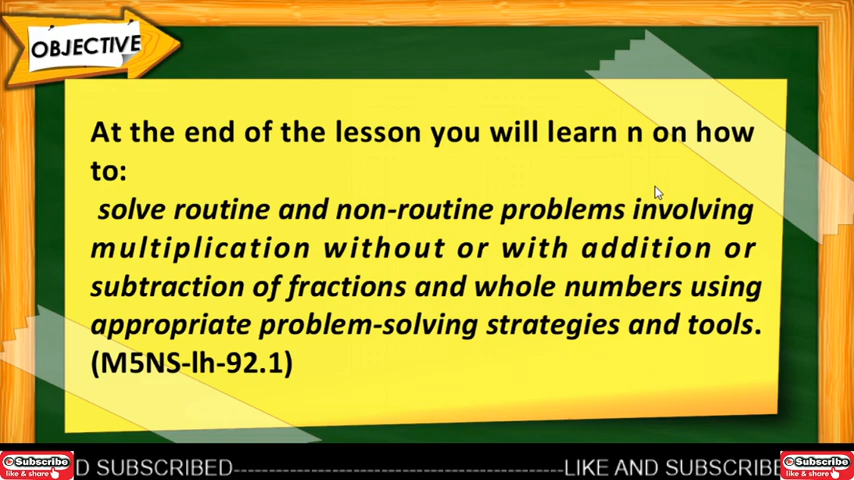 OBJECTIVE
At the end of the lesson you will learn n on how
to:
solve routine and non-routine problems involving
multiplication without or with addition or
subtraction of fractions and whole numbers using
appropriate problem-solving strategies and tools.
(M5NS-lh-92.1)
Subscribe
like & share
D SUBSCRIBED--------------------------------------------------LIKE AND SUBSCRIBE
Subscribe
like & share